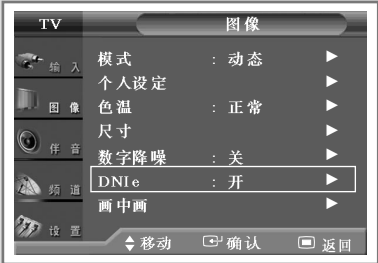 TV 图像
输入
图像
伴音
频道
设置
模式 : 动态 ▶
个人设定 ▶
色温 : 正常 ▶
尺寸 ▶
数字降噪 : 关 ▶
DNIe : 开 ▶
画中画 ▶
移动 确认 返回